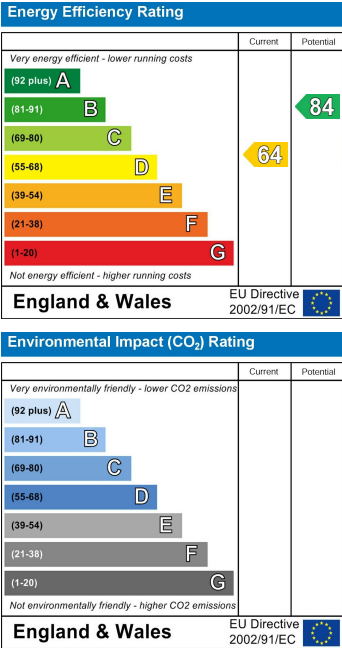 Energy Efficiency Rating
Current Potential
Very energy efficient - lower running costs
(92 plus) A
(81-91) B
84
(69-80) C
64
(55-68) D
(39-54) E
(21-38) F
(1-20) G
Not energy efficient - higher running costs
England & Wales
EU Directive
2002/91/EC
Environmental Impact (CO₂) Rating
Current Potential
Very environmentally friendly - lower CO2 emissions
(92 plus) A
(81-91) B
(69-80) C
(55-68) D
(39-54) E
(21-38) F
(1-20) G
Not environmentally friendly - higher CO2 emissions
England & Wales
EU Directive
2002/91/EC